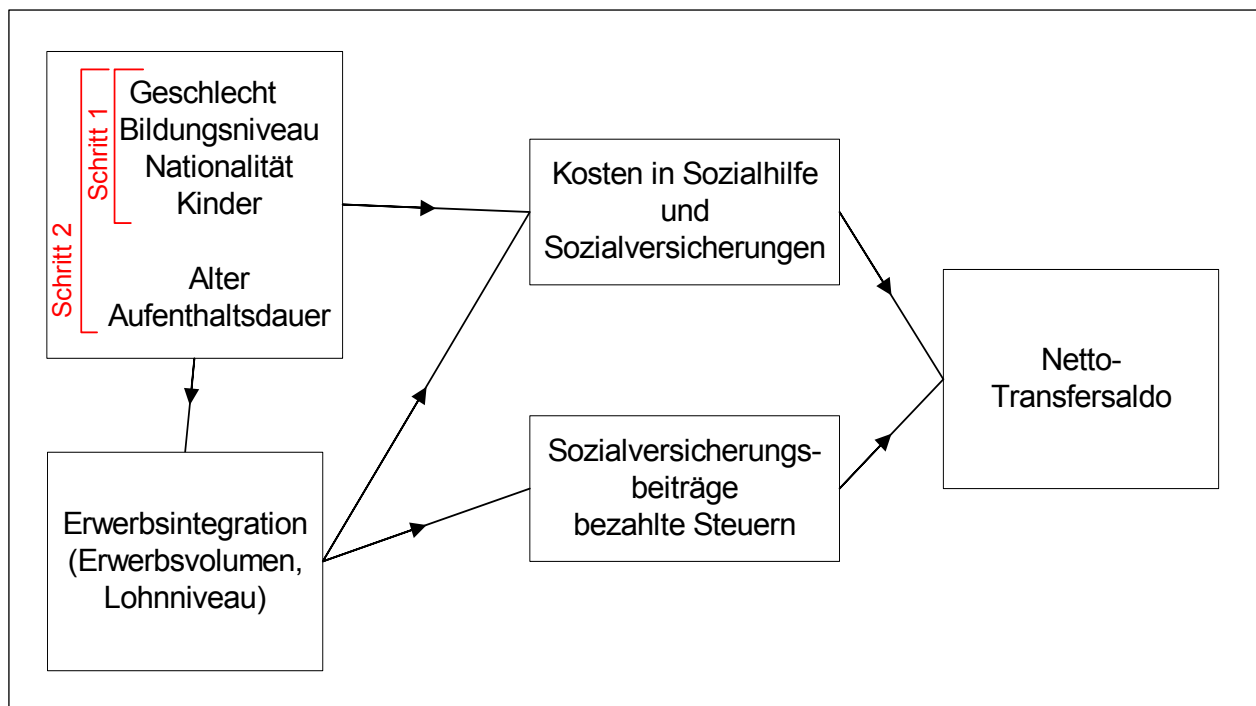 Schritt 2
Schritt 1
Geschlecht
Bildungsniveau
Nationalität
Kinder
Alter
Aufenthaltsdauer
Erwerbsintegration
(Erwerbsvolumen,
Lohnniveau)
Kosten in Sozialhilfe
und
Sozialversicherungen
Sozialversicherungs-
beiträge
bezahlte Steuern
Netto-
Transfersaldo